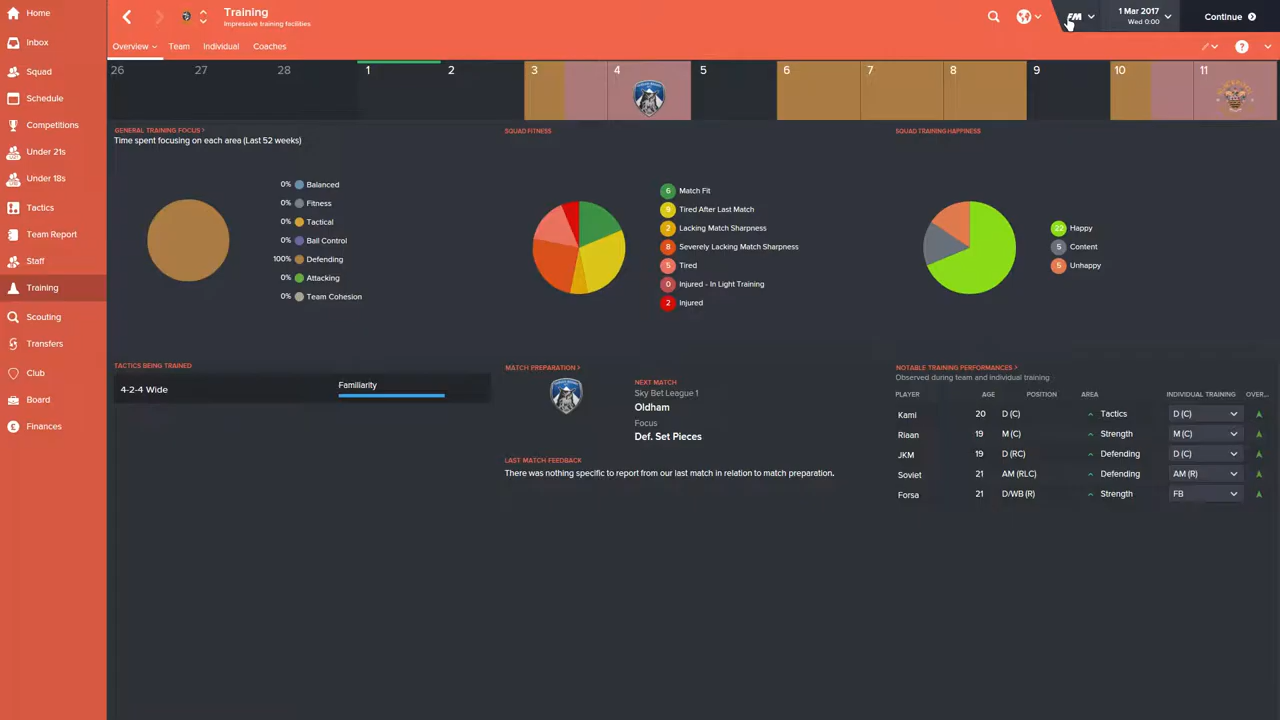 Home
Inbox
Squad
Schedule
Competitions
Under 21s
Under 18s
Tactics
Team Report
Staff
Training
Scouting
Transfers
Club
Board
Finances
Training
Impressive training facilities
FM
1 Mar 2017
Wed 0:00
Continue
Overview
Team
Individual
Coaches
?
26 27 28 1 2 3 4 5 6 7 8 9 10 11
GENERAL TRAINING FOCUS >
Time spent focusing on each area (Last 52 weeks)
0% Balanced
0% Fitness
0% Tactical
0% Ball Control
100% Defending
0% Attacking
0% Team Cohesion
SQUAD FITNESS
6 Match Fit
9 Tired After Last Match
2 Lacking Match Sharpness
8 Severely Lacking Match Sharpness
5 Tired
0 Injured - In Light Training
2 Injured
SQUAD TRAINING HAPPINESS
22 Happy
5 Content
5 Unhappy
TACTICS BEING TRAINED
4-2-4 Wide
Familiarity
MATCH PREPARATION >
NEXT MATCH
Sky Bet League 1
Oldham
Focus
Def. Set Pieces
LAST MATCH FEEDBACK
There was nothing specific to report from our last match in relation to match preparation.
NOTABLE TRAINING PERFORMANCES >
Observed during team and individual training
PLAYER AGE POSITION AREA INDIVIDUAL TRAINING OVER...
Kami 20 D (C) Tactics D (C)
Riaan 19 M (C) Strength M (C)
JKM 19 D (RC) Defending D (C)
Soviet 21 AM (RLC) Defending AM (R)
Forsa 21 D/WB (R) Strength FB